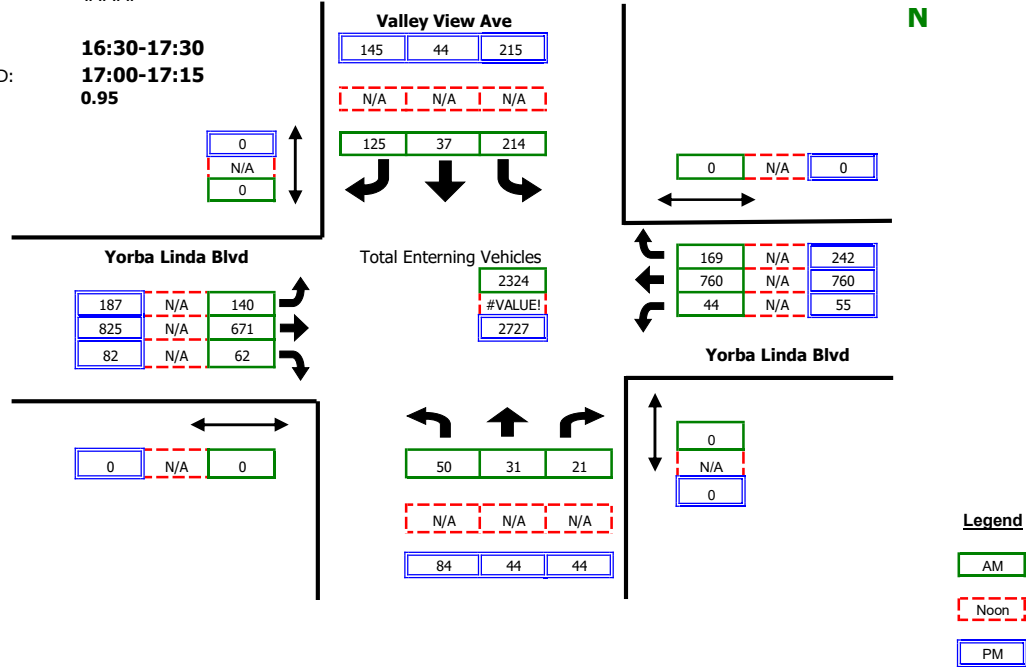 Valley View Ave
N
16:30-17:30
145 44 215
D: 17:00-17:15
0.95
N/A N/A N/A
0
125 37 214
N/A
0
0 N/A 0
Yorba Linda Blvd
Total Enterning Vehicles
169 N/A 242
2324
760 N/A 760
187 N/A 140
#VALUE!
44 N/A 55
825 N/A 671
2727
82 N/A 62
Yorba Linda Blvd
0
0 N/A 0
50 31 21
N/A
0
N/A N/A N/A
Legend
84 44 44
AM
Noon
PM